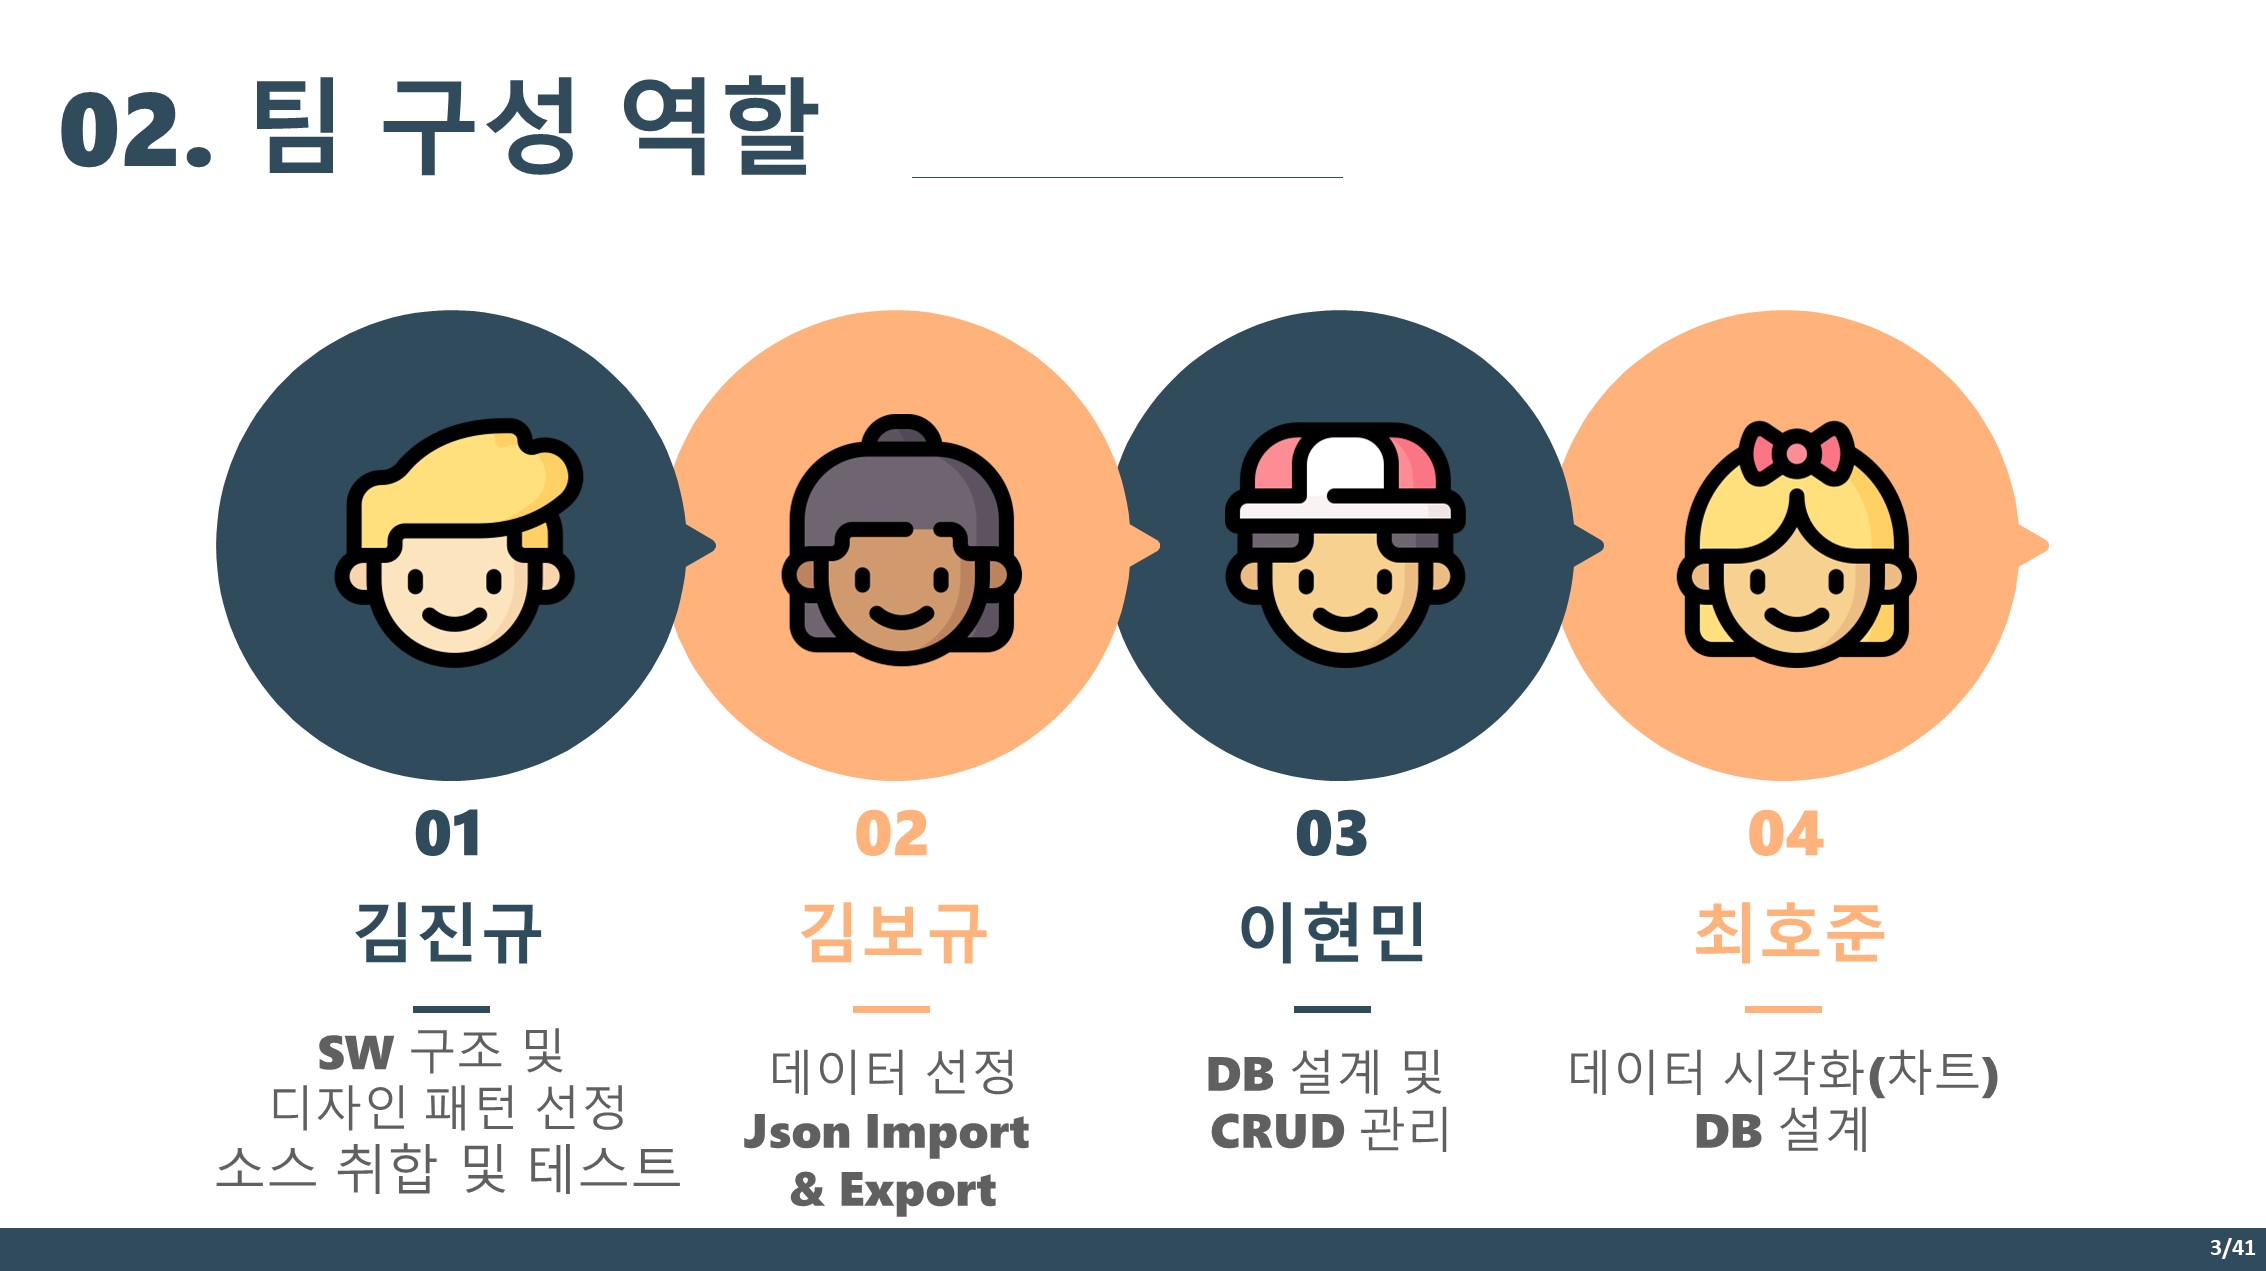 02. 팀 구성 역할
01
김진규
SW 구조 및
디자인 패턴 선정
소스 취합 및 테스트
02
김보규
데이터 선정
Json Import
& Export
03
이현민
DB 설계 및
CRUD 관리
04
최호준
데이터 시각화(차트)
DB 설계
3/41